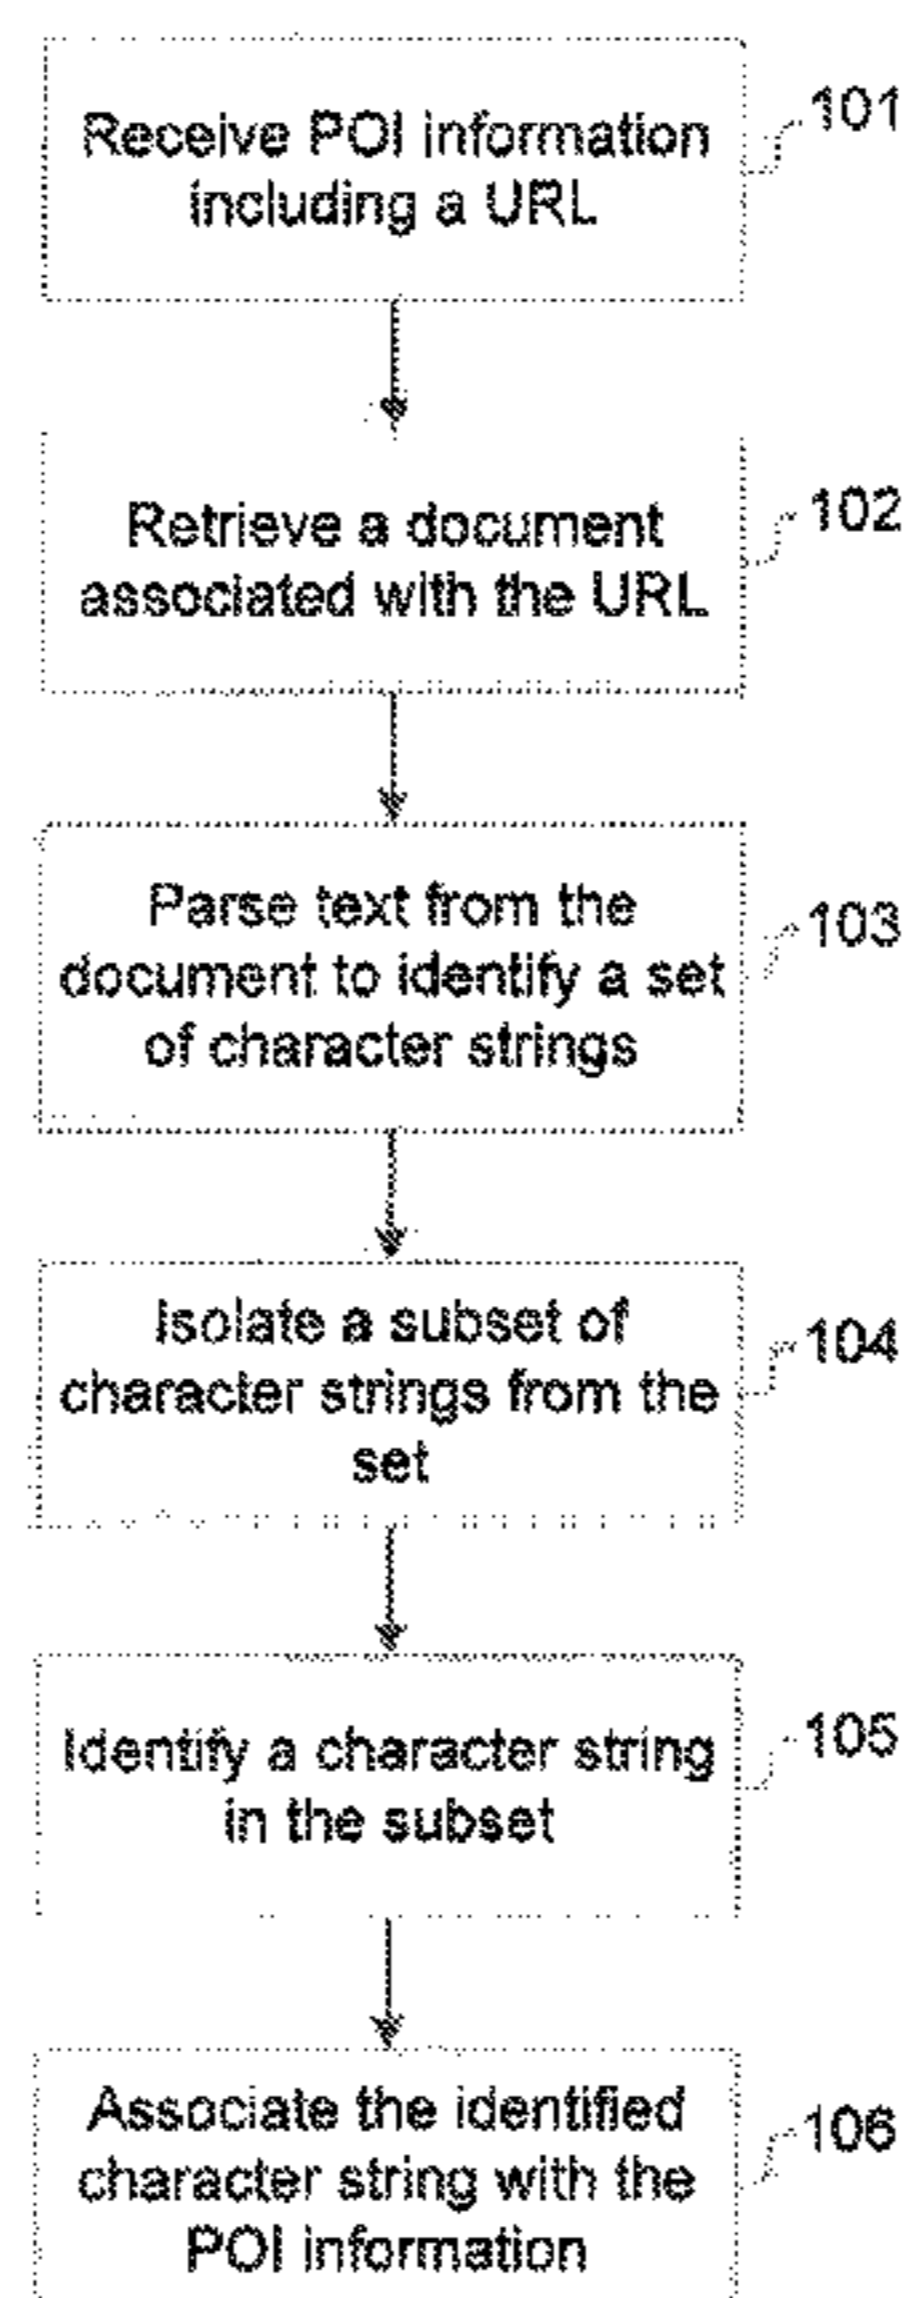 Receive POI information
including a URL
101
Retrieve a document
associated with the URL
102
Parse text from the
document to identify a set
of character strings
103
Isolate a subset of
character strings from the
set
104
Identify a character string
in the subset
105
Associate the identified
character string with the
POI information
106